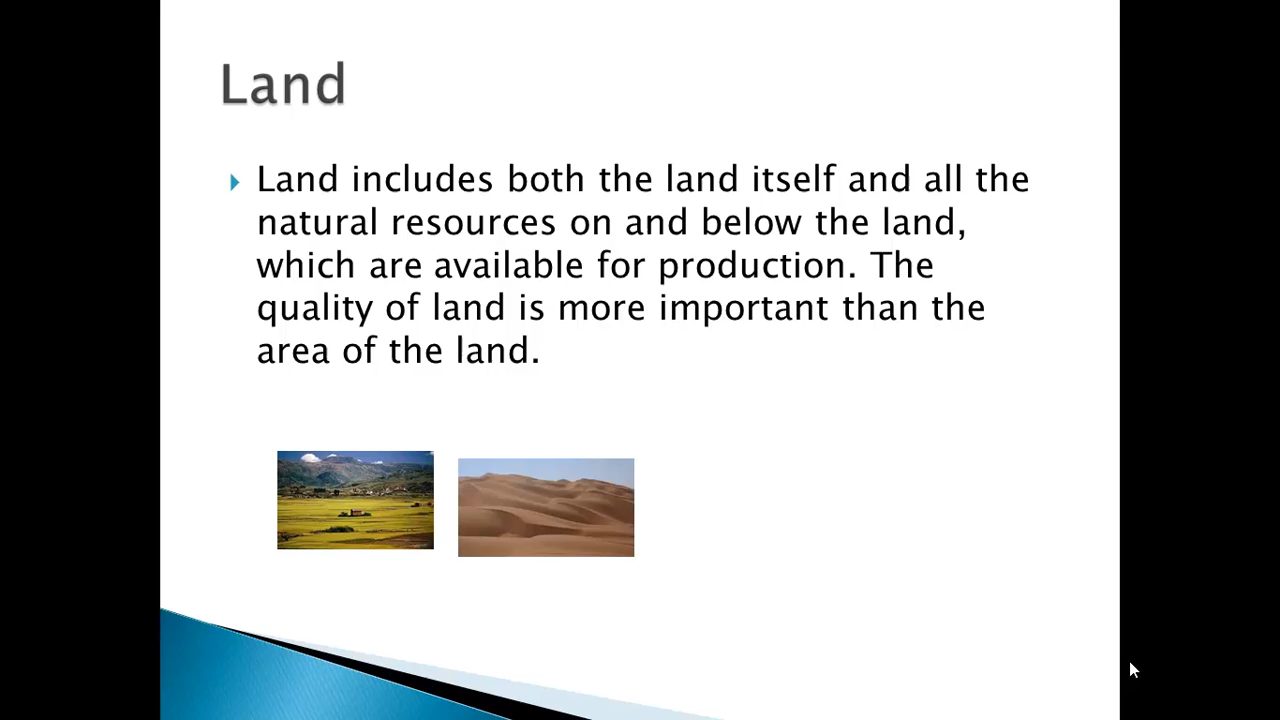 Land
Land includes both the land itself and all the
natural resources on and below the land,
which are available for production. The
quality of land is more important than the
area of the land.